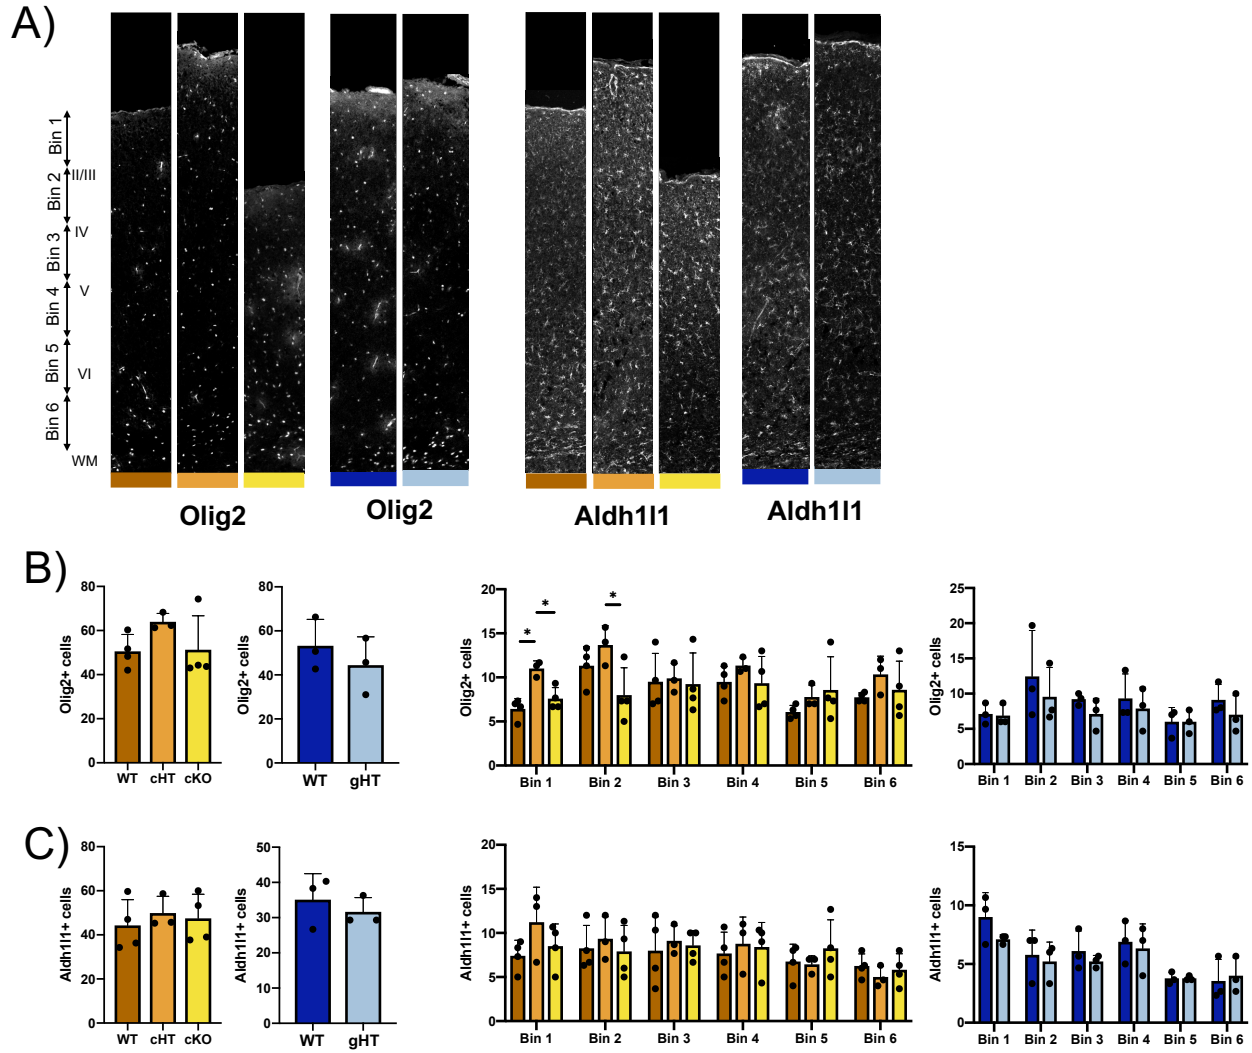 A)
Bin 1
Bin 2
Bin 3
Bin 4
Bin 5
Bin 6
II/III
IV
V
VI
WM
Olig2
Olig2
Aldh1l1
Aldh1l1
B)
Olig2+ cells
80
60
40
20
0
WT cHT cKO
Olig2+ cells
80
60
40
20
0
WT gHT
Olig2+ cells
20
15
10
5
0
* * *
Bin 1 Bin 2 Bin 3 Bin 4 Bin 5 Bin 6
Olig2+ cells
25
20
15
10
5
0
Bin 1 Bin 2 Bin 3 Bin 4 Bin 5 Bin 6
C)
Aldh1l1+ cells
80
60
40
20
0
WT cHT cKO
Aldh1l1+ cells
50
40
30
20
10
0
WT gHT
Aldh1l1+ cells
20
15
10
5
0
Bin 1 Bin 2 Bin 3 Bin 4 Bin 5 Bin 6
Aldh1l1+ cells
15
10
5
0
Bin 1 Bin 2 Bin 3 Bin 4 Bin 5 Bin 6